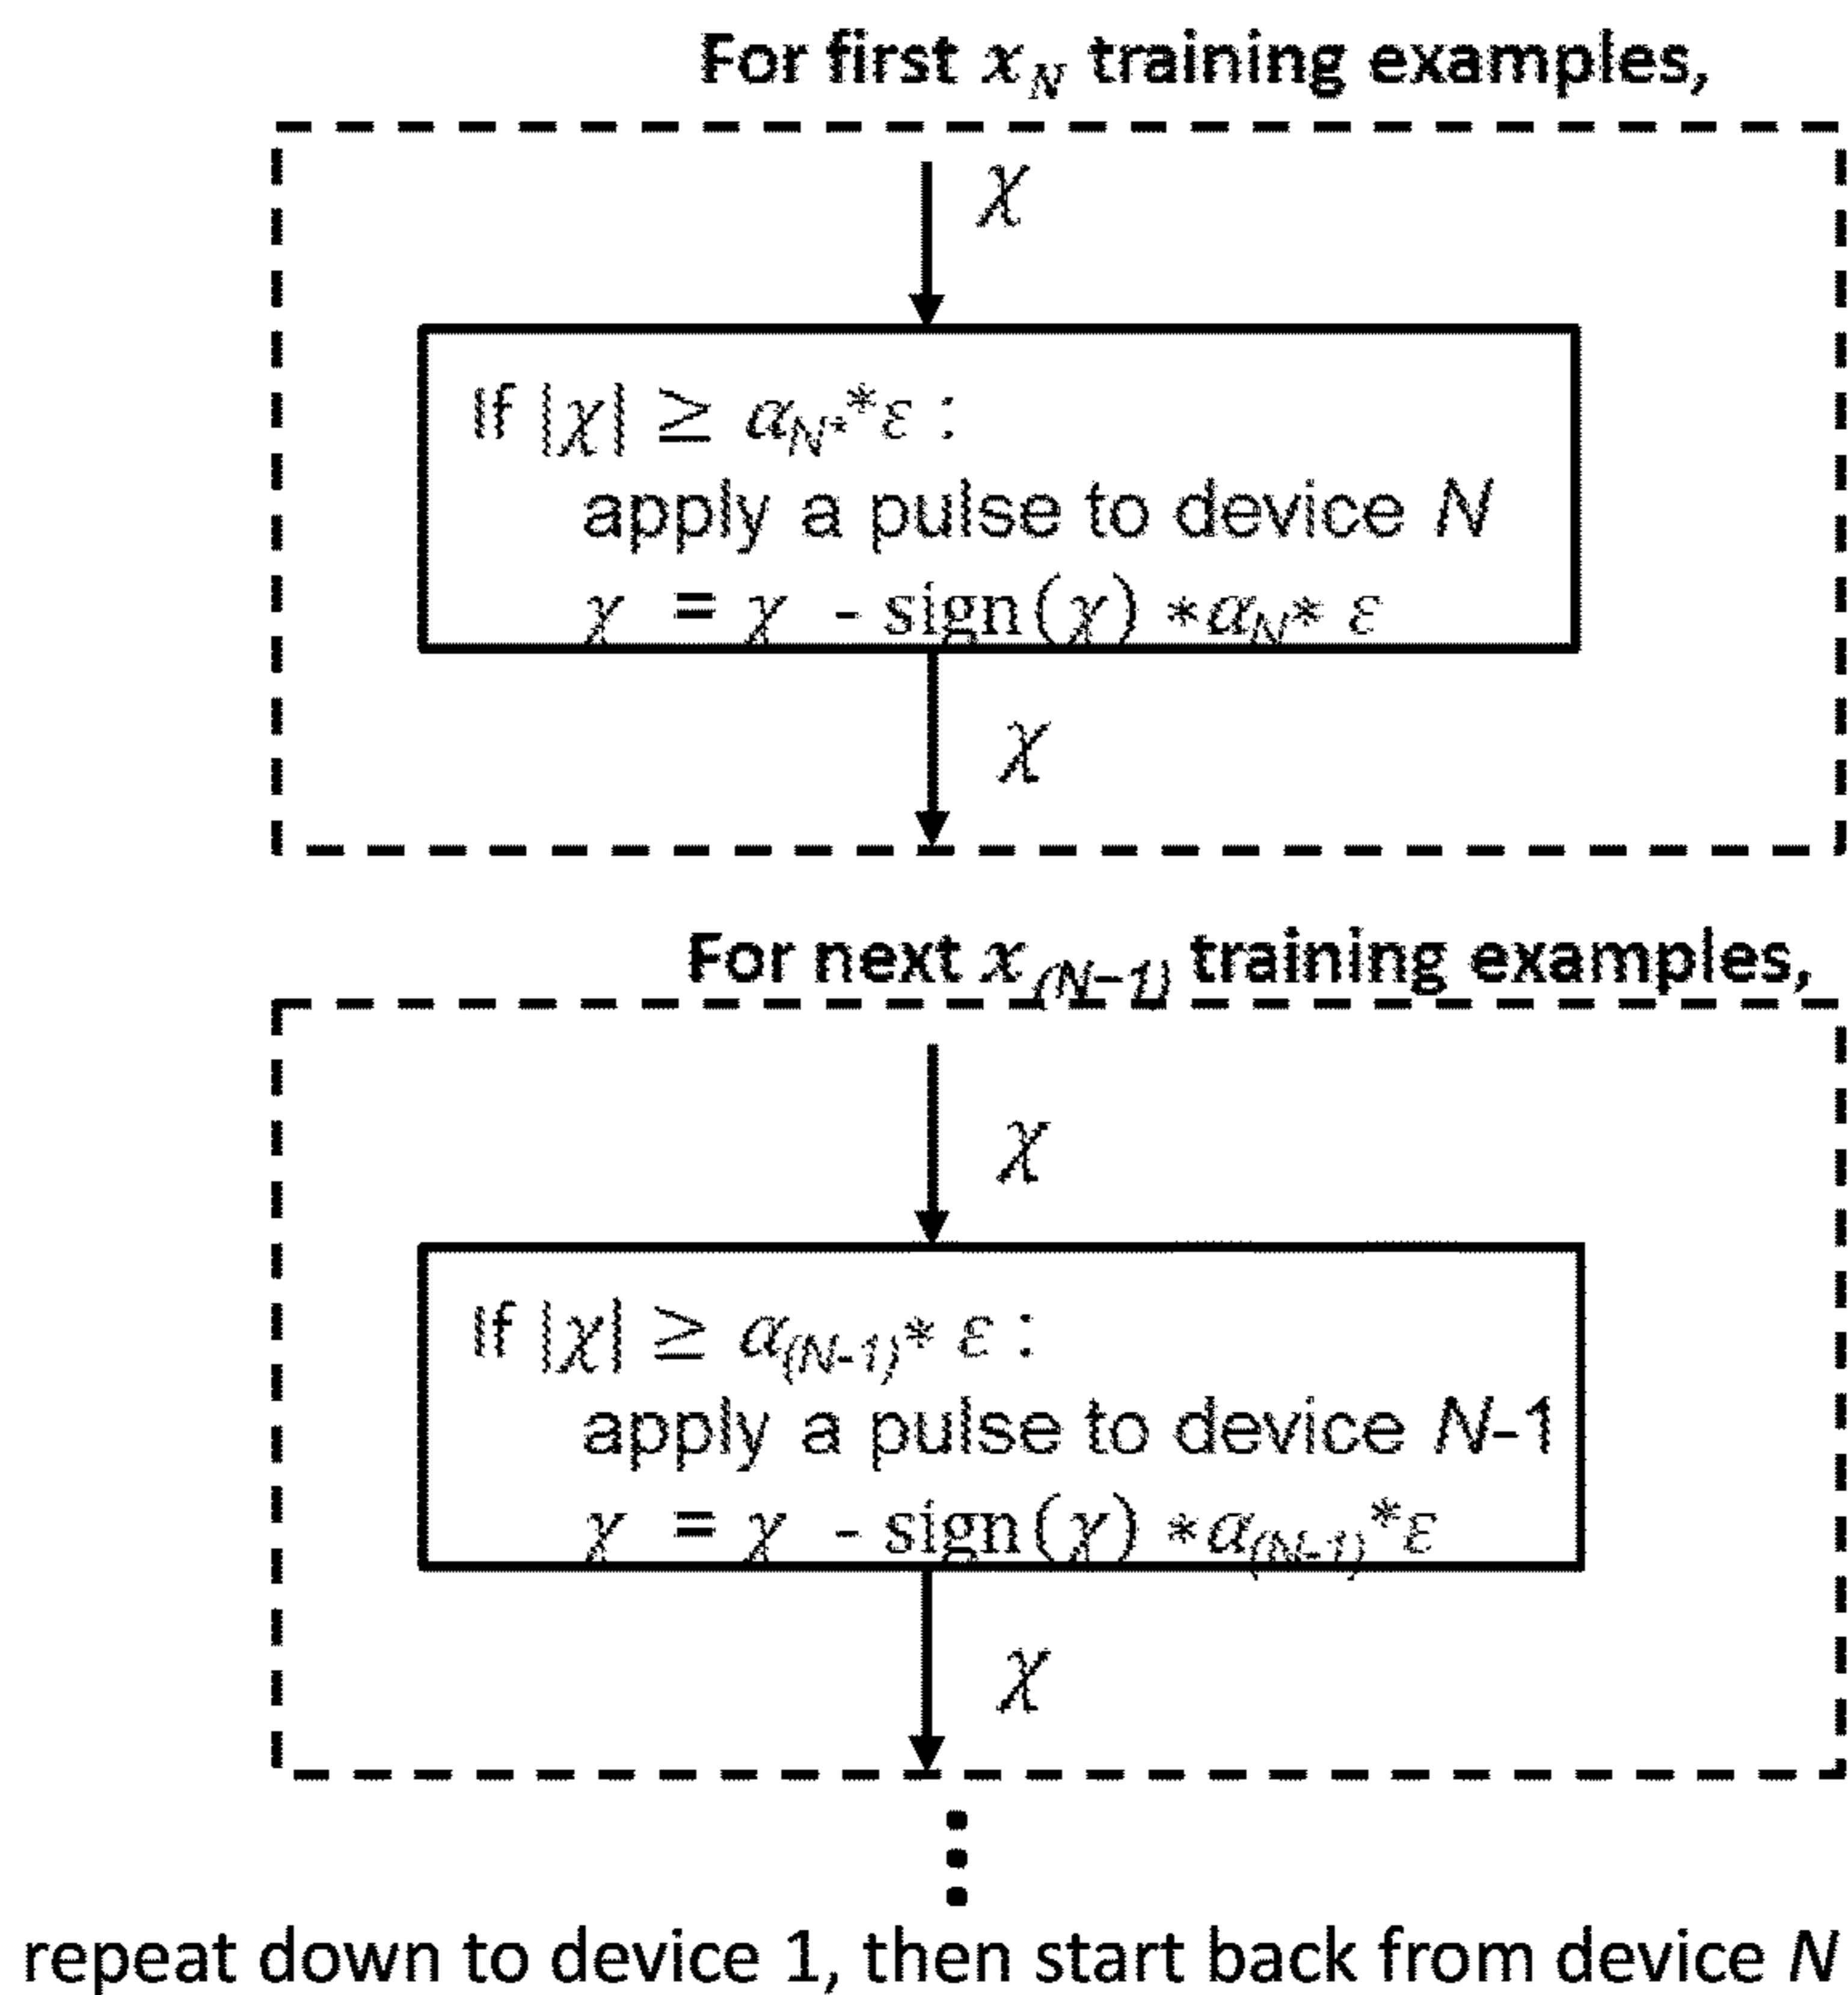 For first x_N training examples,
χ
If |χ| ≥ α_N*ε :
apply a pulse to device N
χ = χ - sign(χ) *α_N* ε
χ
For next x_(N−1) training examples,
χ
If |χ| ≥ α_(N-1)* ε :
apply a pulse to device N-1
χ = χ - sign(χ) *α_(N-1)*ε
χ
repeat down to device 1, then start back from device N